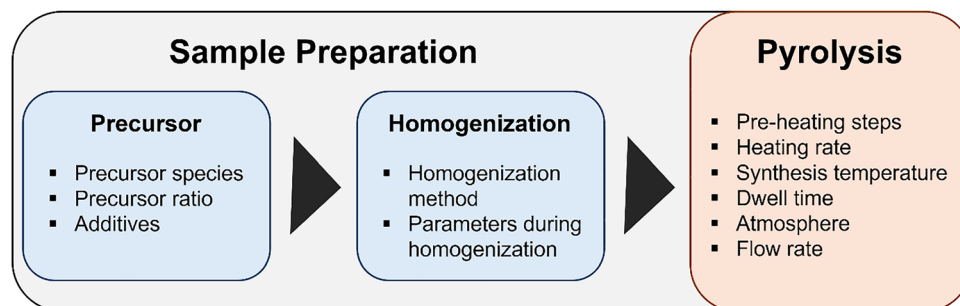 Sample Preparation
Precursor
▪ Precursor species
▪ Precursor ratio
▪ Additives
Homogenization
▪ Homogenization
method
▪ Parameters during
homogenization
Pyrolysis
▪ Pre-heating steps
▪ Heating rate
▪ Synthesis temperature
▪ Dwell time
▪ Atmosphere
▪ Flow rate